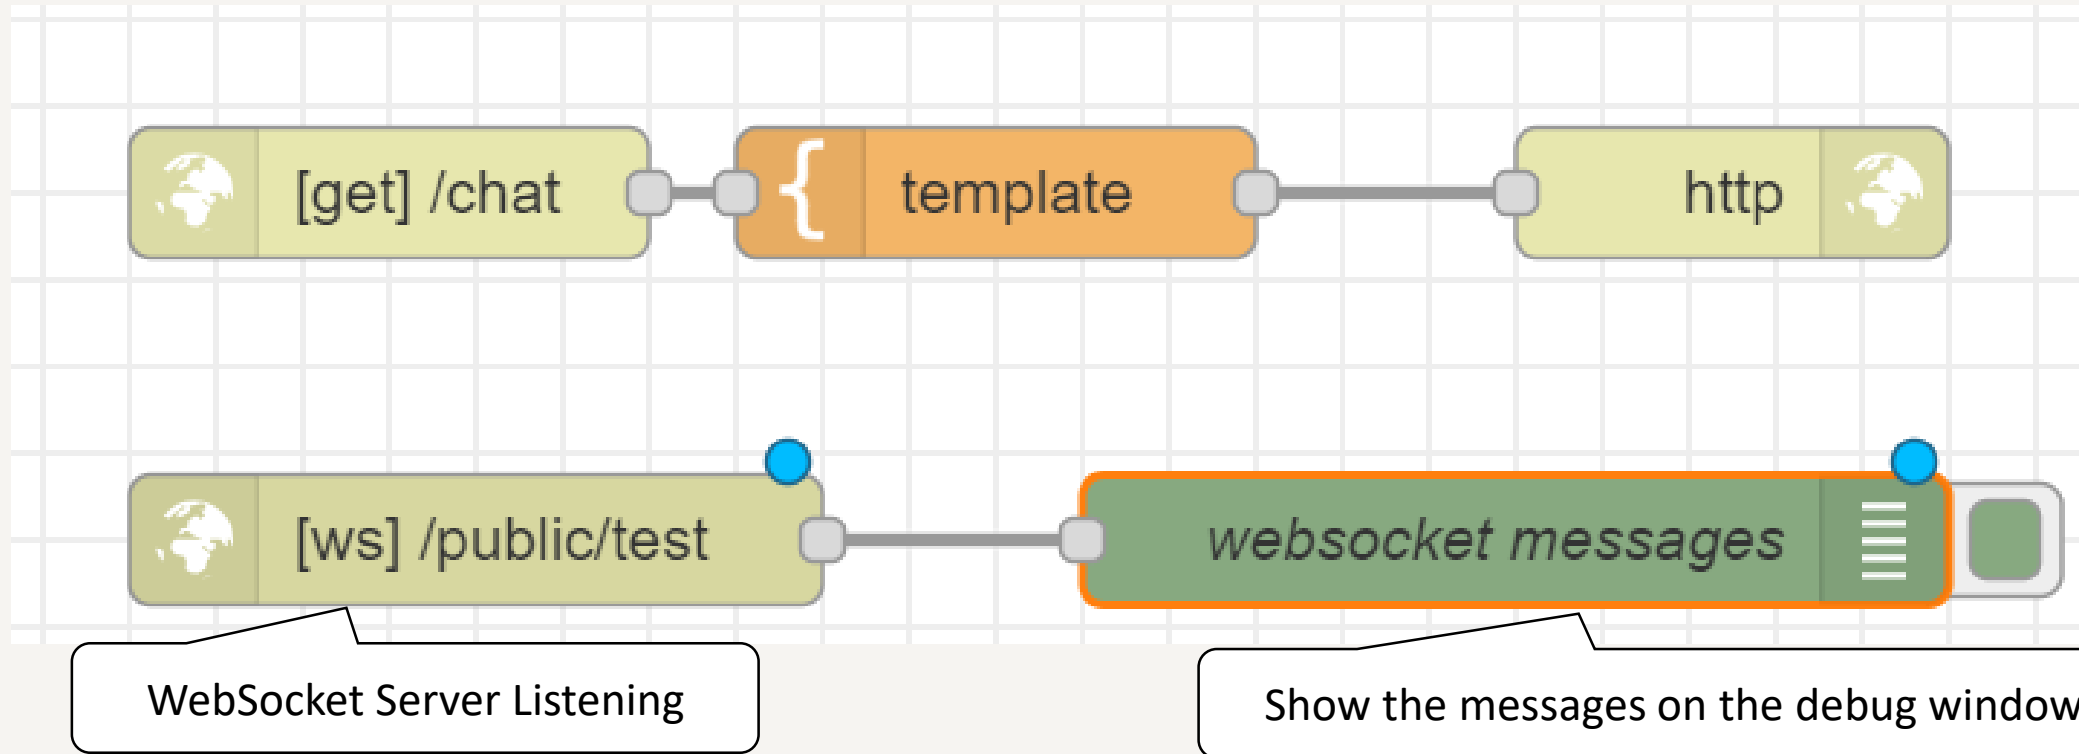 [get] /chat
template
http
[ws] /public/test
websocket messages
WebSocket Server Listening
Show the messages on the debug window